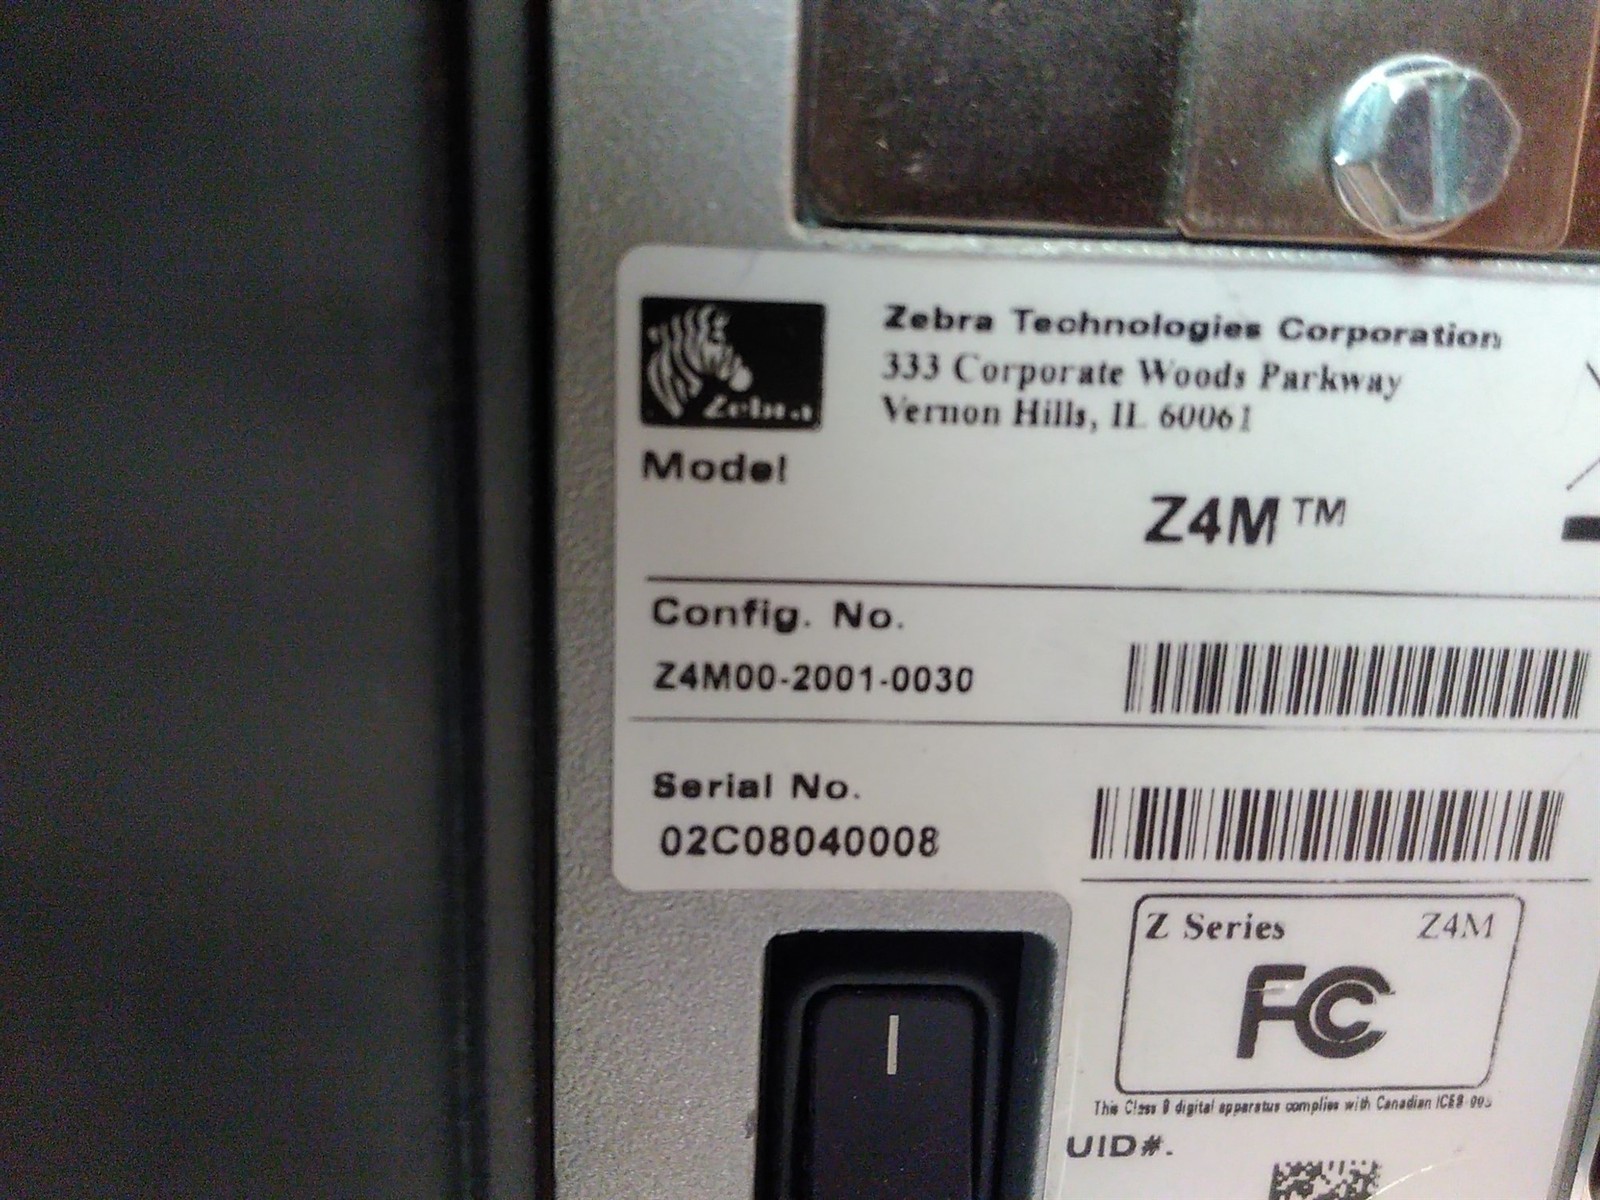 Zebra Technologies Corporation
333 Corporate Woods Parkway
Vernon Hills, IL 60061
Zebra
Model
Z4M™
Config. No.
Z4M00-2001-0030
Serial No.
02C08040008
Z Series Z4M
FC
This Class B digital apparatus complies with Canadian ICES-003
UID#.